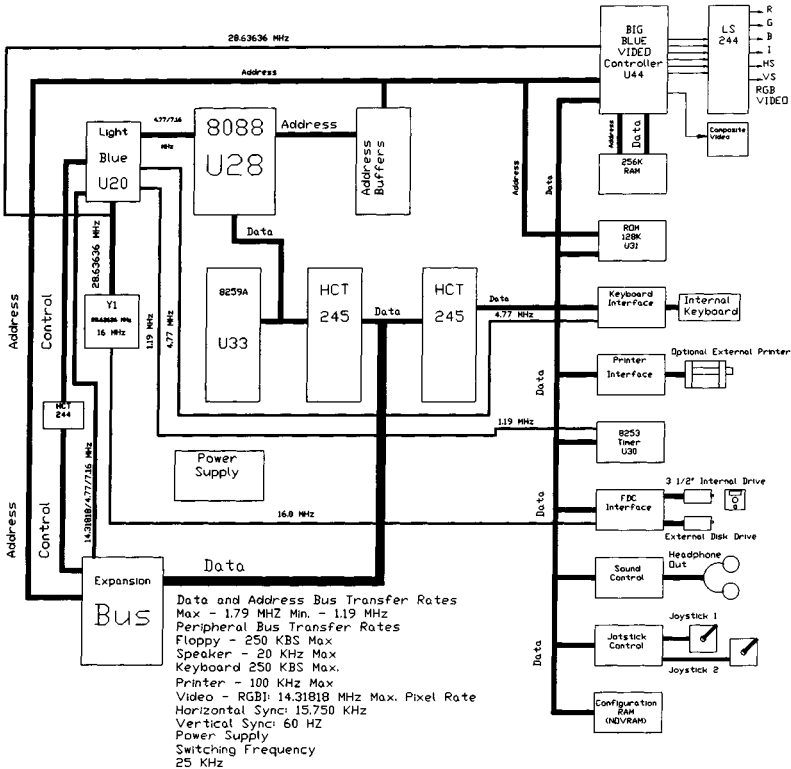 28.63636 MHz
BIG
BLUE
VIDEO
Controller
U44
LS
244
R
G
B
I
HS
VS
RGB
VIDEO
Address
4.77/7.16
MHz
Light
Blue
U20
8088
U28
Address
Address
Buffers
Address
Data
Composite
Video
256K
RAM
Address
Data
ROM
128K
U31
Data
28.63636 MHz
Y1
28.63636 MHz
16 MHz
1.19 MHz
4.77 MHz
8259A
U33
HCT
245
Data
HCT
245
Data
4.77 MHz
Keyboard
Interface
Internal
Keyboard
Address
Control
HCT
244
Data
Printer
Interface
Optional External Printer
1.19 MHz
8253
Timer
U30
Power
Supply
Address
Control
14.31818/4.77/7.16 MHz
16.0 MHz
Data
FDC
Interface
3 1/2" Internal Drive
External Disk Drive
Expansion
Bus
Data
Sound
Control
Headphone
Out
Data
Jotstick
Control
Joystick 1
Joystick 2
Configuration
RAM
(NOVRAM)
Data and Address Bus Transfer Rates
Max - 1.79 MHZ Min. - 1.19 MHz
Peripheral Bus Transfer Rates
Floppy - 250 KBS Max
Speaker - 20 KHz Max
Keyboard 250 KBS Max.
Printer - 100 KHz Max
Video - RGBI: 14.31818 MHz Max. Pixel Rate
Horizontal Sync: 15.750 KHz
Vertical Sync: 60 HZ
Power Supply
Switching Frequency
25 KHz